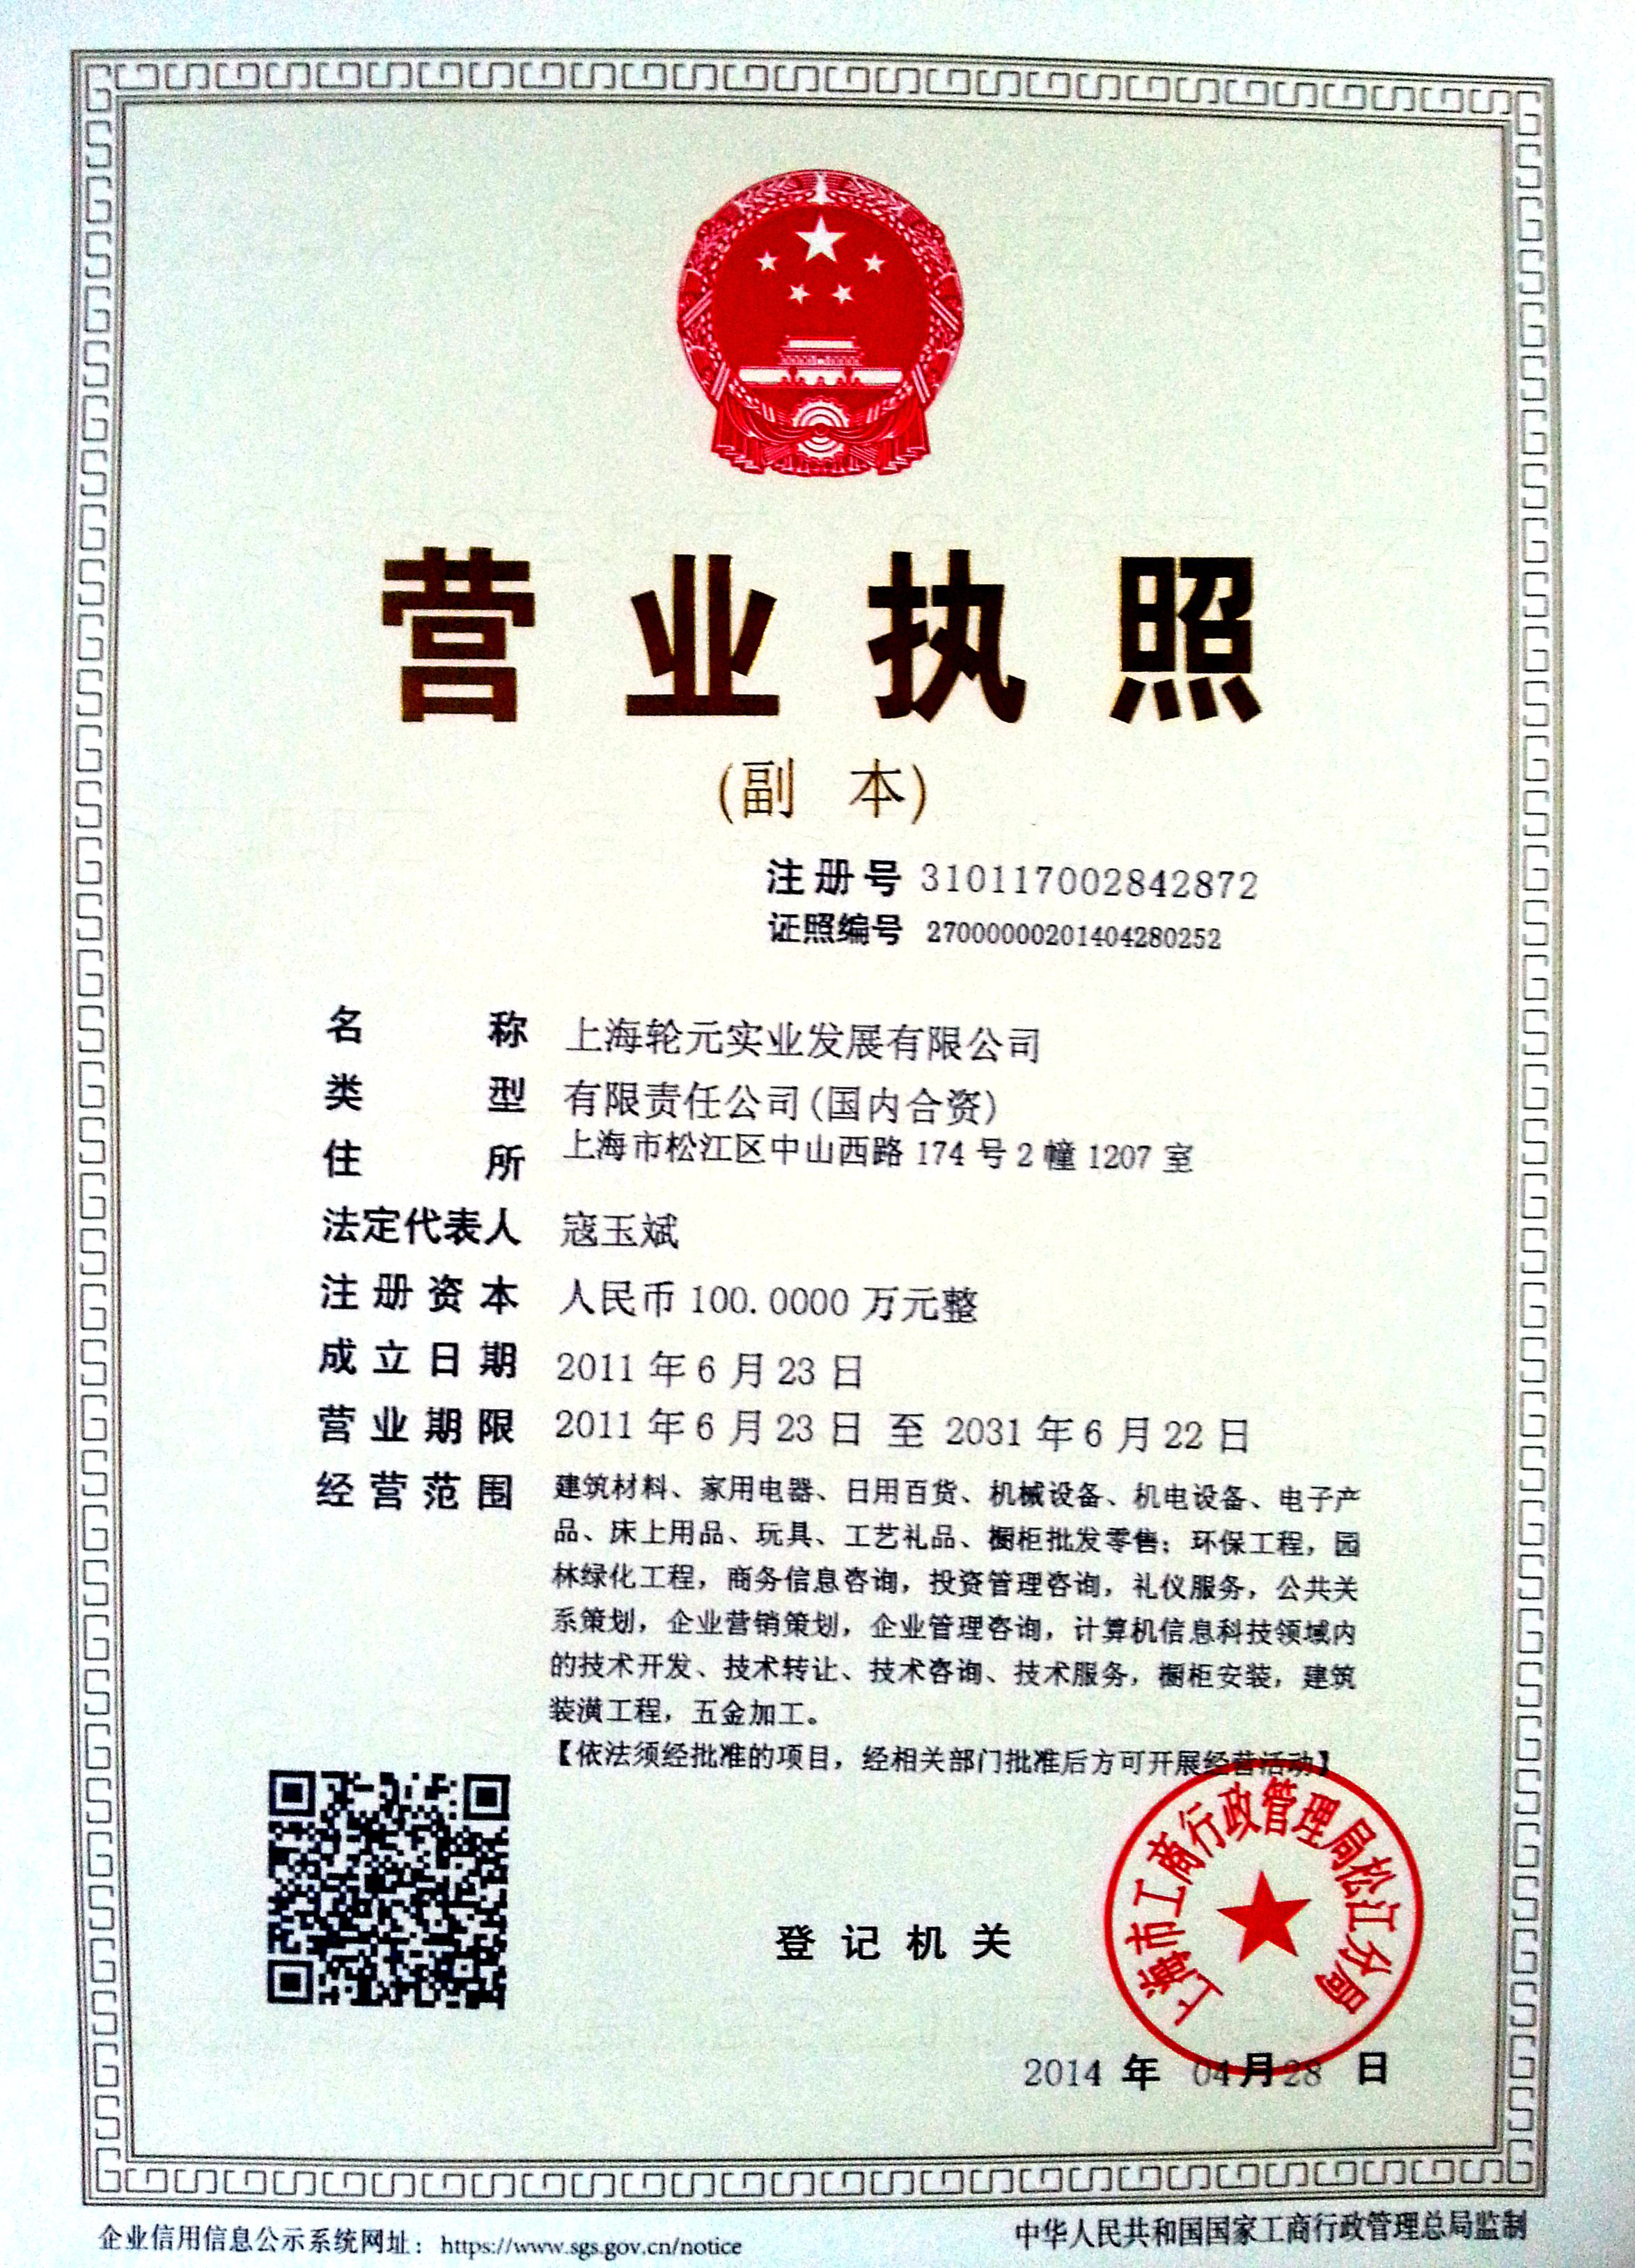 营业执照
(副 本)
注册号 310117002842872
证照编号 27000000201404280252
名 称 上海轮元实业发展有限公司
类 型 有限责任公司(国内合资)
住 所 上海市松江区中山西路 174 号 2 幢 1207 室
法定代表人 寇玉斌
注册资本 人民币 100.0000 万元整
成立日期 2011 年 6 月 23 日
营业期限 2011 年 6 月 23 日 至 2031 年 6 月 22 日
经营范围 建筑材料、家用电器、日用百货、机械设备、机电设备、电子产
品、床上用品、玩具、工艺礼品、橱柜批发零售;环保工程,园
林绿化工程,商务信息咨询,投资管理咨询,礼仪服务,公共关
系策划,企业营销策划,企业管理咨询,计算机信息科技领域内
的技术开发、技术转让、技术咨询、技术服务,橱柜安装,建筑
装潢工程,五金加工。
【依法须经批准的项目,经相关部门批准后方可开展经营活动】
上海市工商行政管理局松江分局
登记机关
2014 年 04 月 28 日
企业信用信息公示系统网址:https://www.sgs.gov.cn/notice
中华人民共和国国家工商行政管理总局监制